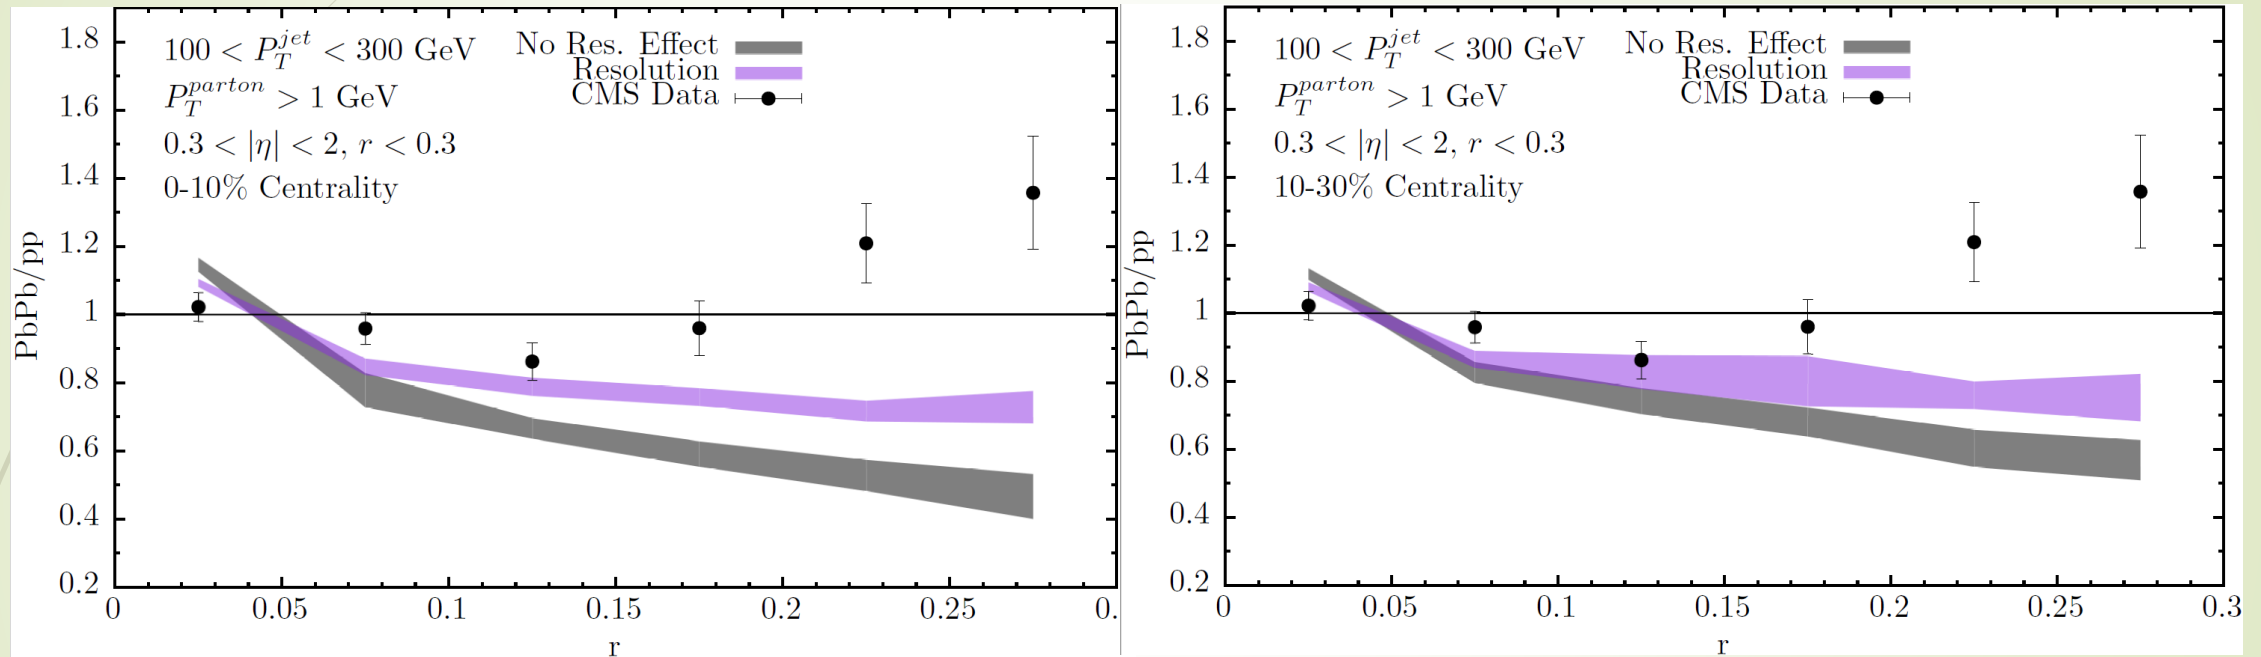 100 < P_T^{jet} < 300 GeV
P_T^{parton} > 1 GeV
0.3 < |η| < 2, r < 0.3
0-10% Centrality
No Res. Effect
Resolution
CMS Data
PbPb/pp
1.8
1.6
1.4
1.2
1
0.8
0.6
0.4
0.2
0 0.05 0.1 0.15 0.2 0.25 0.
r
100 < P_T^{jet} < 300 GeV
P_T^{parton} > 1 GeV
0.3 < |η| < 2, r < 0.3
10-30% Centrality
No Res. Effect
Resolution
CMS Data
PbPb/pp
1.8
1.6
1.4
1.2
1
0.8
0.6
0.4
0.2
0 0.05 0.1 0.15 0.2 0.25 0.3
r